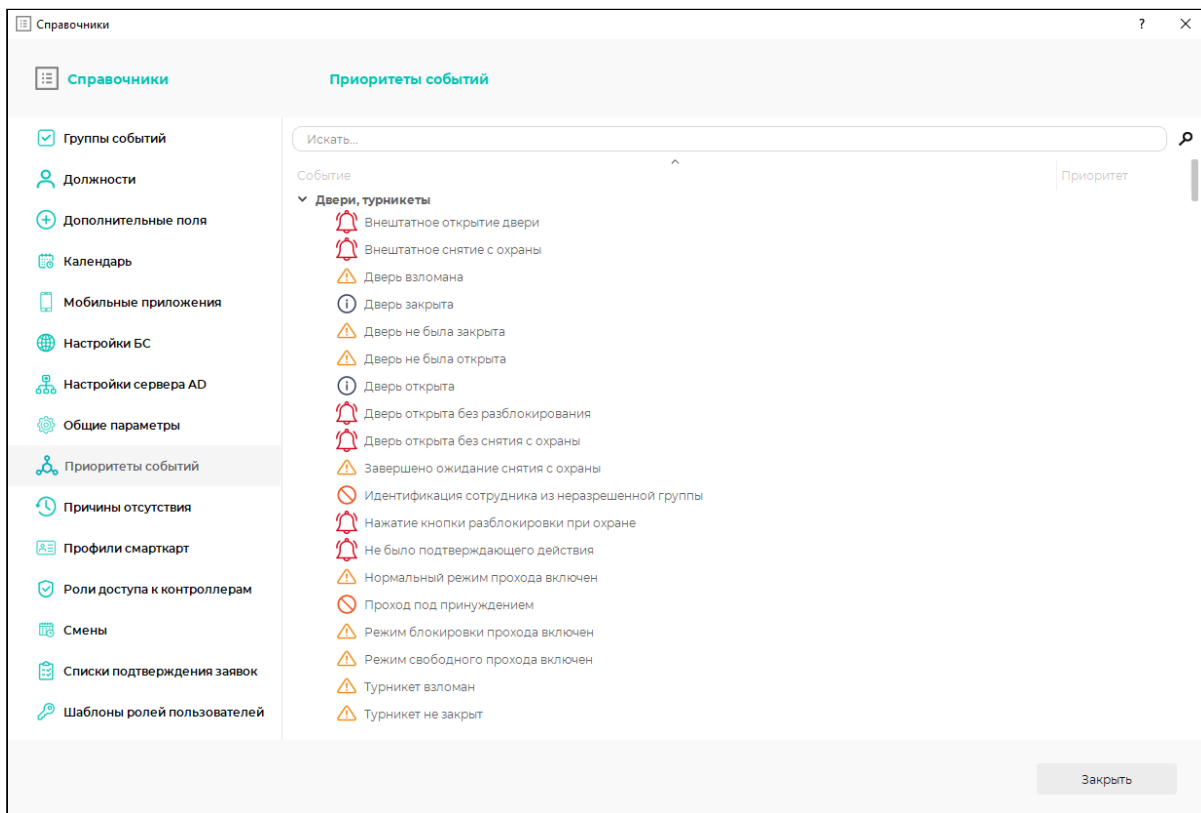 Справочники
?
Справочники
Приоритеты событий
Группы событий
Должности
Дополнительные поля
Календарь
Мобильные приложения
Настройки БС
Настройки сервера AD
Общие параметры
Приоритеты событий
Причины отсутствия
Профили смарткарт
Роли доступа к контроллерам
Смены
Списки подтверждения заявок
Шаблоны ролей пользователей
Искать...
Событие
Приоритет
Двери, турникеты
Внештатное открытие двери
Внештатное снятие с охраны
Дверь взломана
Дверь закрыта
Дверь не была закрыта
Дверь не была открыта
Дверь открыта
Дверь открыта без разблокирования
Дверь открыта без снятия с охраны
Завершено ожидание снятия с охраны
Идентификация сотрудника из неразрешенной группы
Нажатие кнопки разблокировки при охране
Не было подтверждающего действия
Нормальный режим прохода включен
Проход под принуждением
Режим блокировки прохода включен
Режим свободного прохода включен
Турникет взломан
Турникет не закрыт
Закрыть